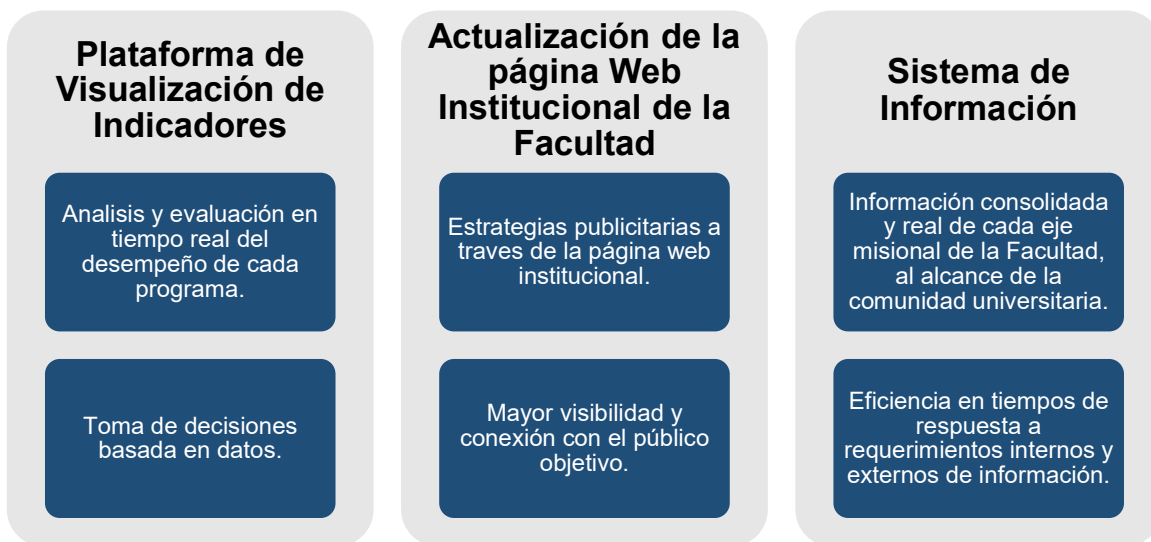 Plataforma de
Visualización de
Indicadores
Analisis y evaluación en
tiempo real del
desempeño de cada
programa.
Toma de decisiones
basada en datos.
Actualización de la
página Web
Institucional de la
Facultad
Estrategias publicitarias a
traves de la página web
institucional.
Mayor visibilidad y
conexión con el público
objetivo.
Sistema de
Información
Información consolidada
y real de cada eje
misional de la Facultad,
al alcance de la
comunidad universitaria.
Eficiencia en tiempos de
respuesta a
requerimientos internos y
externos de información.